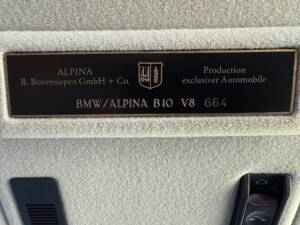 ALPINA
B. Bovensiepen GmbH + Co.
Production
exclusiver Automobile
BMW/ALPINA B10 V8 664